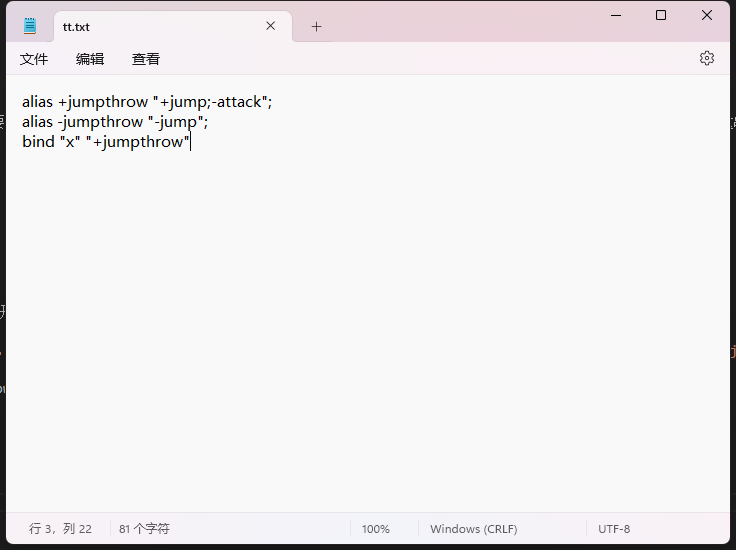 tt.txt
文件 编辑 查看
alias +jumpthrow "+jump;-attack";
alias -jumpthrow "-jump";
bind "x" "+jumpthrow"
行 3，列 22 81 个字符 100% Windows (CRLF) UTF-8